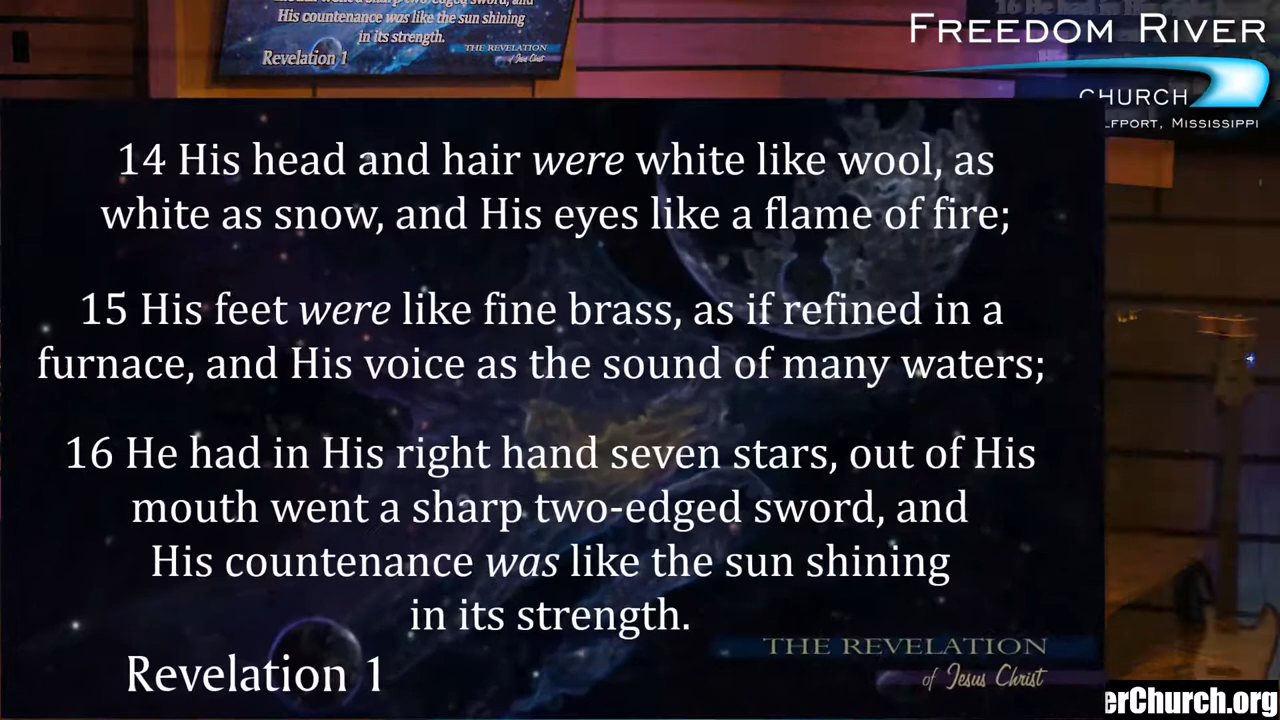 His countenance was like the sun shining
in its strength.
Revelation 1
THE REVELATION
of Jesus Christ
FREEDOM RIVER
CHURCH
LFPORT, MISSISSIPPI
14 His head and hair were white like wool, as
white as snow, and His eyes like a flame of fire;
15 His feet were like fine brass, as if refined in a
furnace, and His voice as the sound of many waters;
16 He had in His right hand seven stars, out of His
mouth went a sharp two-edged sword, and
His countenance was like the sun shining
in its strength.
Revelation 1
THE REVELATION
of Jesus Christ
erChurch.org